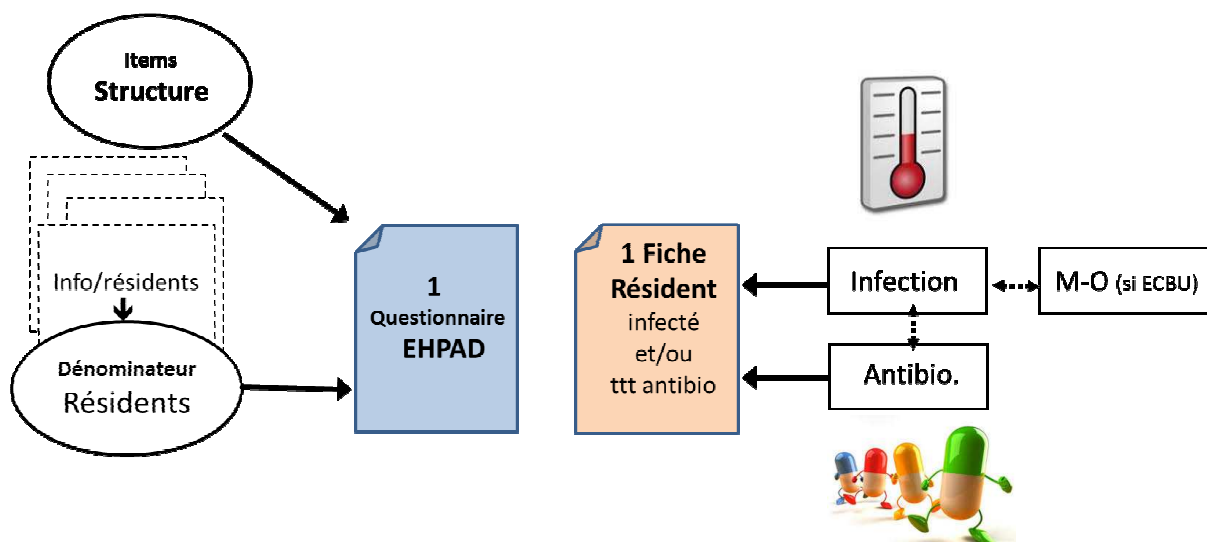 Items
Structure
Info/résidents
Dénominateur
Résidents
1
Questionnaire
EHPAD
1 Fiche
Résident
infecté
et/ou
ttt antibio
Infection
M-O (si ECBU)
Antibio.